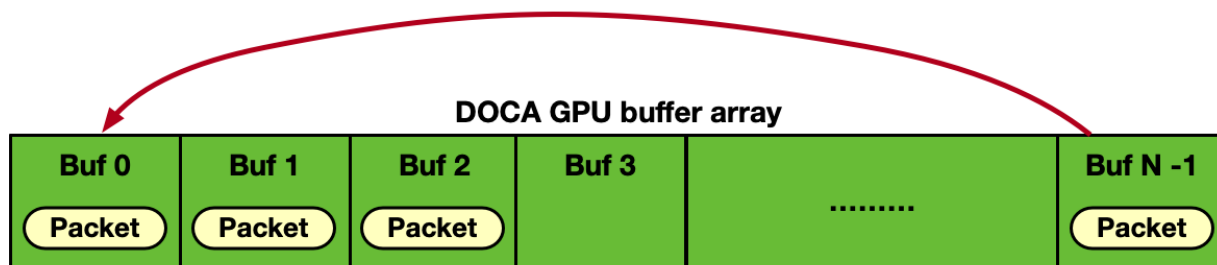 DOCA GPU buffer array
Buf 0 Buf 1 Buf 2 Buf 3 Buf N -1
.........
Packet Packet Packet Packet